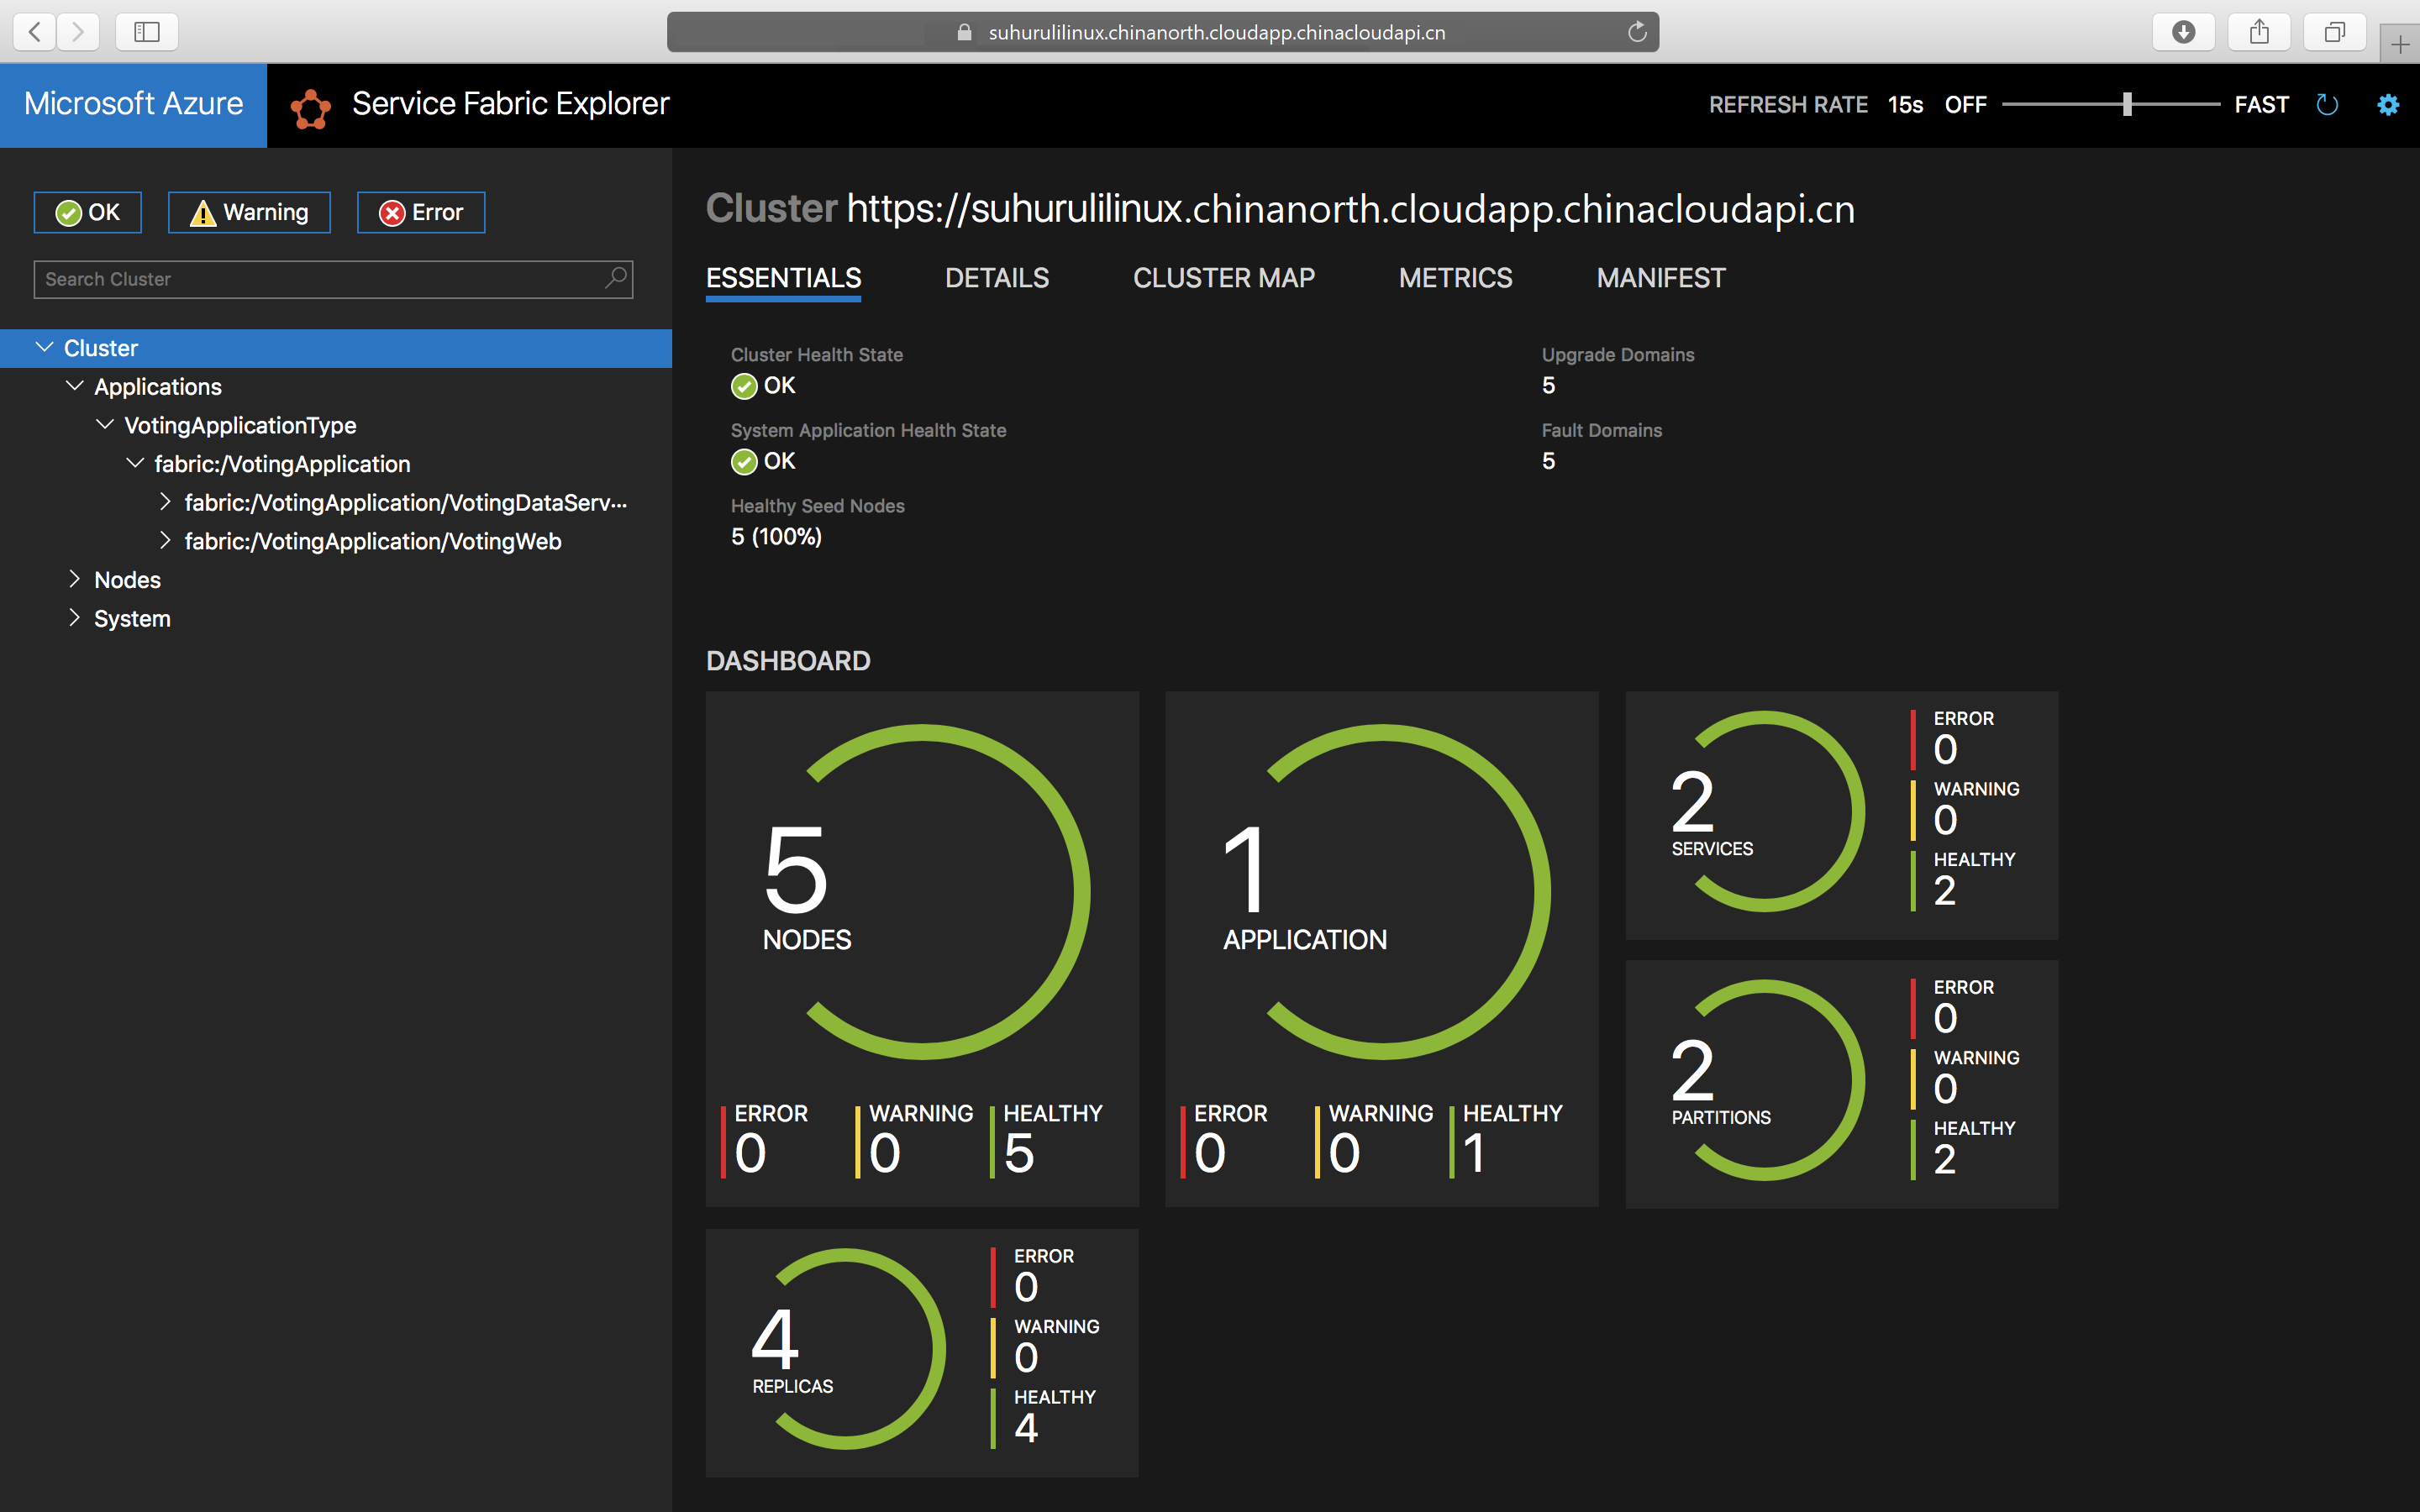 suhurulilinux.chinanorth.cloudapp.chinacloudapi.cn
Microsoft Azure
Service Fabric Explorer
REFRESH RATE 15s OFF FAST
OK
Warning
Error
Search Cluster
Cluster
Applications
VotingApplicationType
fabric:/VotingApplication
fabric:/VotingApplication/VotingDataServ...
fabric:/VotingApplication/VotingWeb
Nodes
System
Cluster https://suhurulilinux.chinanorth.cloudapp.chinacloudapi.cn
ESSENTIALS
DETAILS
CLUSTER MAP
METRICS
MANIFEST
Cluster Health State
OK
System Application Health State
OK
Healthy Seed Nodes
5 (100%)
Upgrade Domains
5
Fault Domains
5
DASHBOARD
5
NODES
ERROR
0
WARNING
0
HEALTHY
5
1
APPLICATION
ERROR
0
WARNING
0
HEALTHY
1
2
SERVICES
ERROR
0
WARNING
0
HEALTHY
2
2
PARTITIONS
ERROR
0
WARNING
0
HEALTHY
2
4
REPLICAS
ERROR
0
WARNING
0
HEALTHY
4